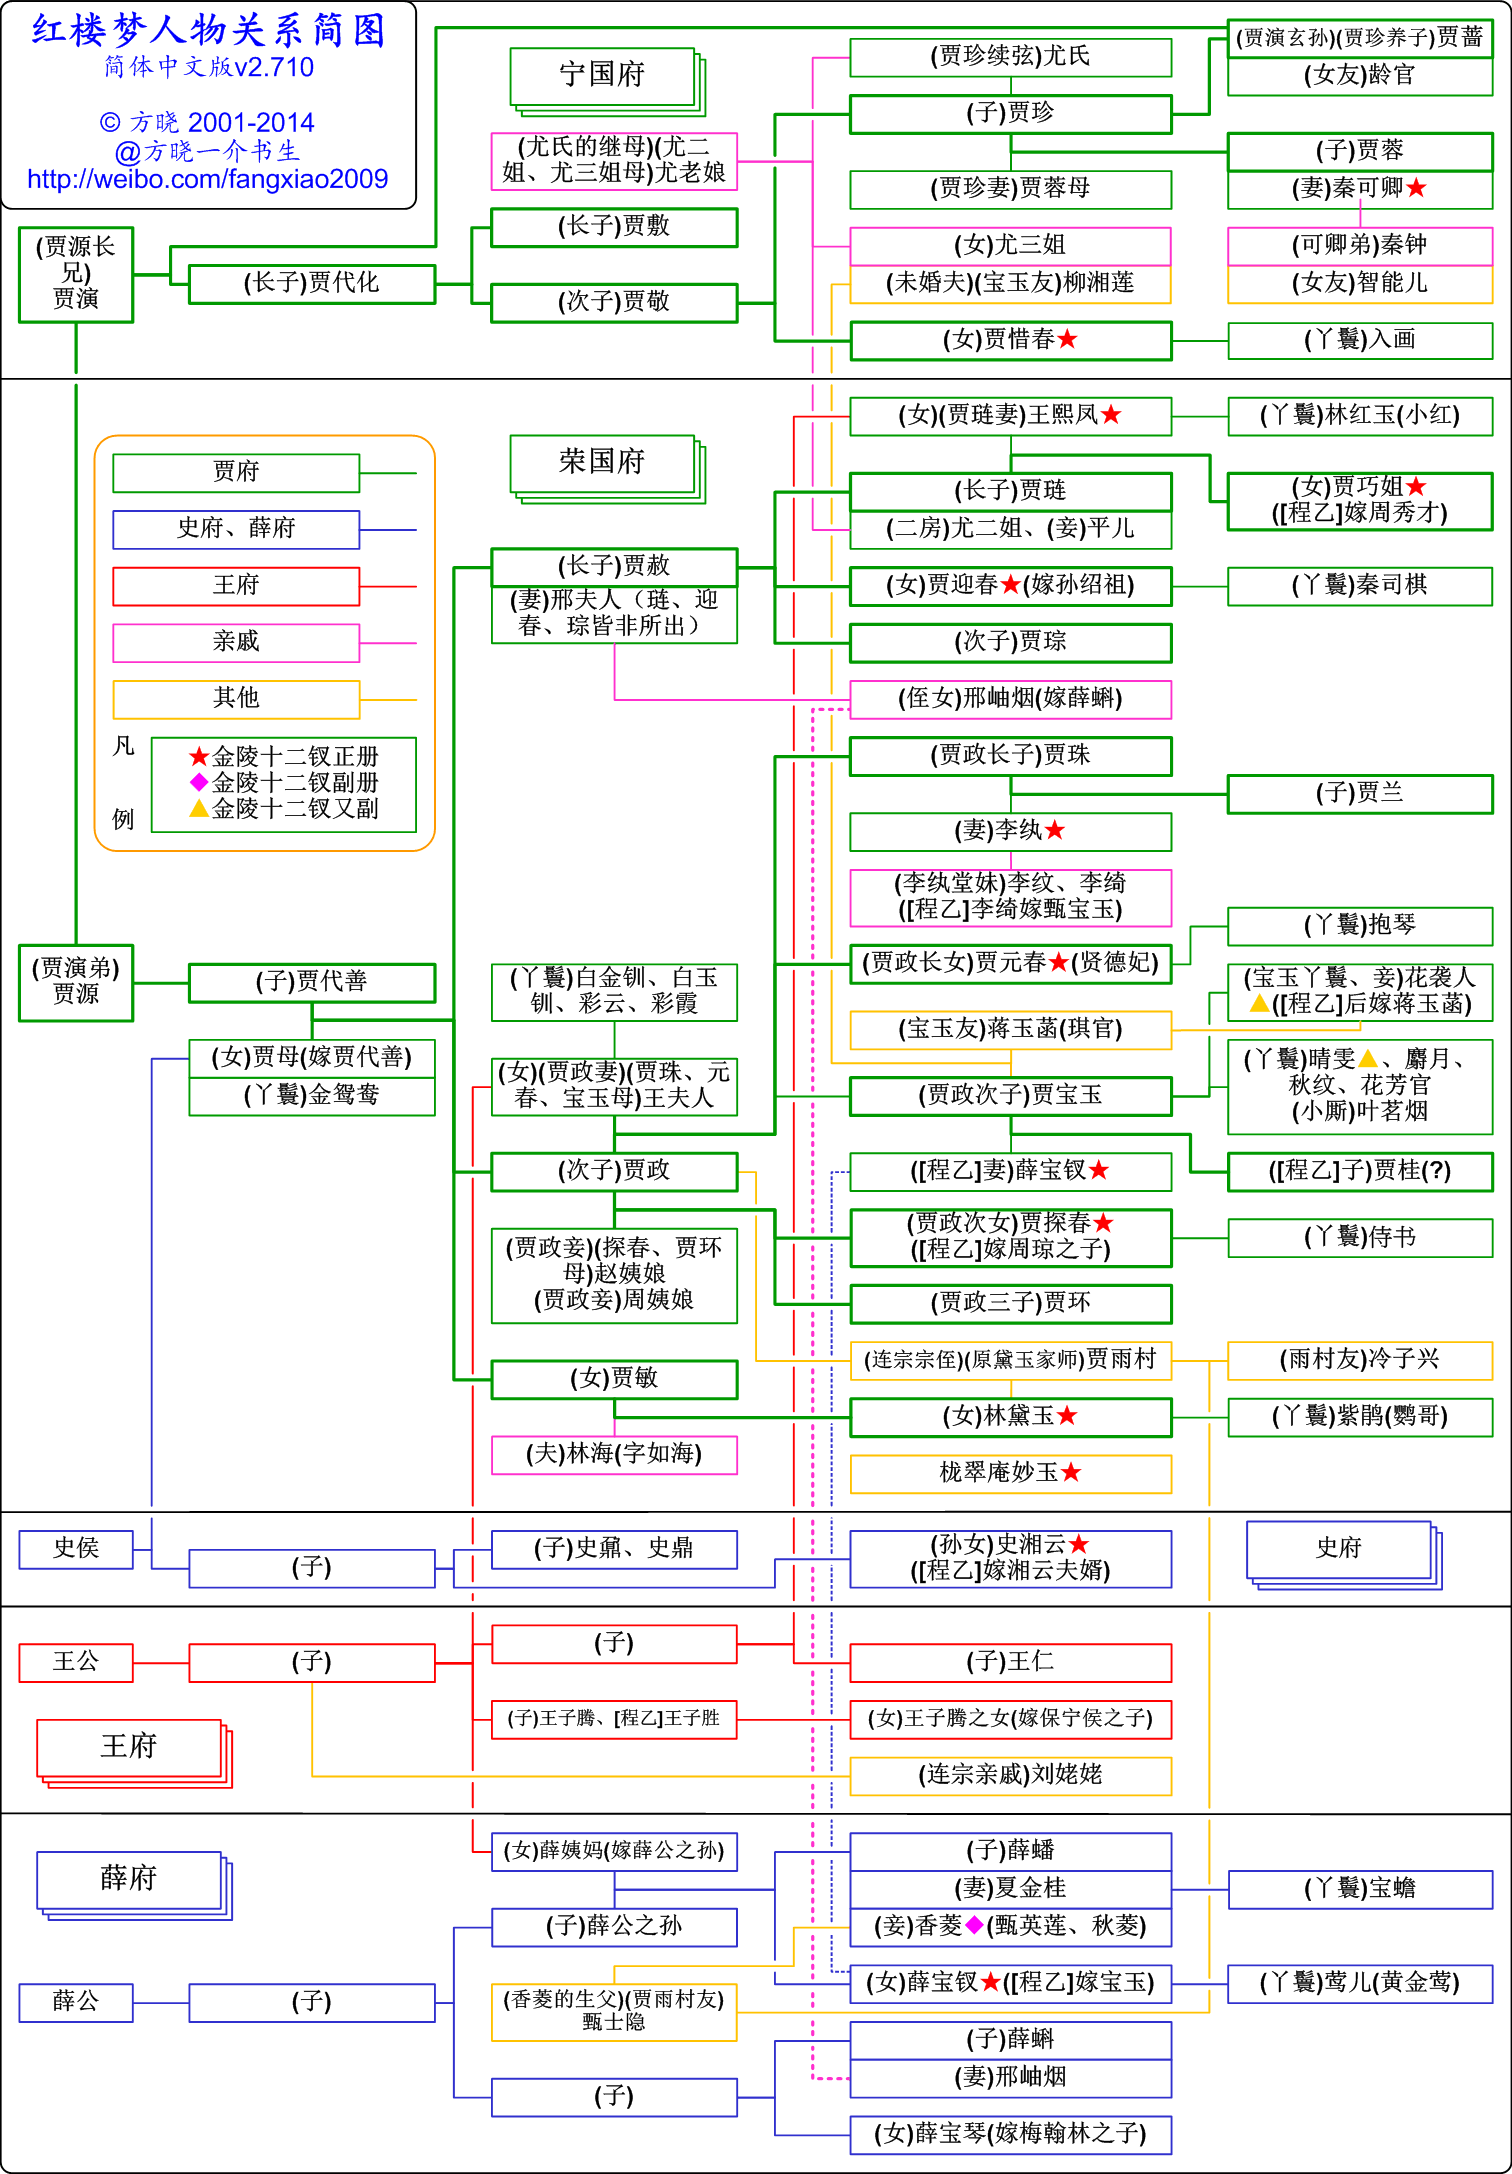 红楼梦人物关系简图
简体中文版v2.710
© 方晓 2001-2014
@方晓一介书生
http://weibo.com/fangxiao2009
宁国府
(贾珍续弦)尤氏
(贾演玄孙)(贾珍养子)贾蔷
(女友)龄官
(子)贾珍
(尤氏的继母)(尤二
姐、尤三姐母)尤老娘
(子)贾蓉
(贾珍妻)贾蓉母
(妻)秦可卿★
(贾源长
兄)
贾演
(长子)贾敷
(女)尤三姐
(可卿弟)秦钟
(长子)贾代化
(次子)贾敬
(未婚夫)(宝玉友)柳湘莲
(女友)智能儿
(女)贾惜春★
(丫鬟)入画
(女)(贾琏妻)王熙凤★
(丫鬟)林红玉(小红)
荣国府
贾府
史府、薛府
王府
亲戚
其他
凡
例
★金陵十二钗正册
◆金陵十二钗副册
▲金陵十二钗又副
(长子)贾琏
(女)贾巧姐★
([程乙]嫁周秀才)
(二房)尤二姐、(妾)平儿
(长子)贾赦
(妻)邢夫人（琏、迎
春、琮皆非所出）
(女)贾迎春★(嫁孙绍祖)
(丫鬟)秦司棋
(次子)贾琮
(侄女)邢岫烟(嫁薛蝌)
(贾政长子)贾珠
(子)贾兰
(妻)李纨★
(李纨堂妹)李纹、李绮
([程乙]李绮嫁甄宝玉)
(丫鬟)抱琴
(贾演弟)
贾源
(子)贾代善
(丫鬟)白金钏、白玉
钏、彩云、彩霞
(贾政长女)贾元春★(贤德妃)
(宝玉丫鬟、妾)花袭人
▲([程乙]后嫁蒋玉菡)
(宝玉友)蒋玉菡(琪官)
(女)贾母(嫁贾代善)
(丫鬟)金鸳鸯
(女)(贾政妻)(贾珠、元
春、宝玉母)王夫人
(贾政次子)贾宝玉
(丫鬟)晴雯▲、麝月、
秋纹、花芳官
(小厮)叶茗烟
(次子)贾政
([程乙]妻)薛宝钗★
([程乙]子)贾桂(?)
(贾政妾)(探春、贾环
母)赵姨娘
(贾政妾)周姨娘
(贾政次女)贾探春★
([程乙]嫁周琼之子)
(丫鬟)侍书
(贾政三子)贾环
(连宗宗侄)(原黛玉家师)贾雨村
(雨村友)冷子兴
(女)贾敏
(女)林黛玉★
(丫鬟)紫鹃(鹦哥)
(夫)林海(字如海)
栊翠庵妙玉★
史侯
(子)
(子)史鼐、史鼎
(孙女)史湘云★
([程乙]嫁湘云夫婿)
史府
王公
(子)
(子)
(子)王仁
王府
(子)王子腾、[程乙]王子胜
(女)王子腾之女(嫁保宁侯之子)
(连宗亲戚)刘姥姥
薛府
(女)薛姨妈(嫁薛公之孙)
(子)薛蟠
(妻)夏金桂
(丫鬟)宝蟾
(子)薛公之孙
(妾)香菱◆(甄英莲、秋菱)
薛公
(子)
(香菱的生父)(贾雨村友)
甄士隐
(女)薛宝钗★([程乙]嫁宝玉)
(丫鬟)莺儿(黄金莺)
(子)薛蝌
(妻)邢岫烟
(子)
(女)薛宝琴(嫁梅翰林之子)